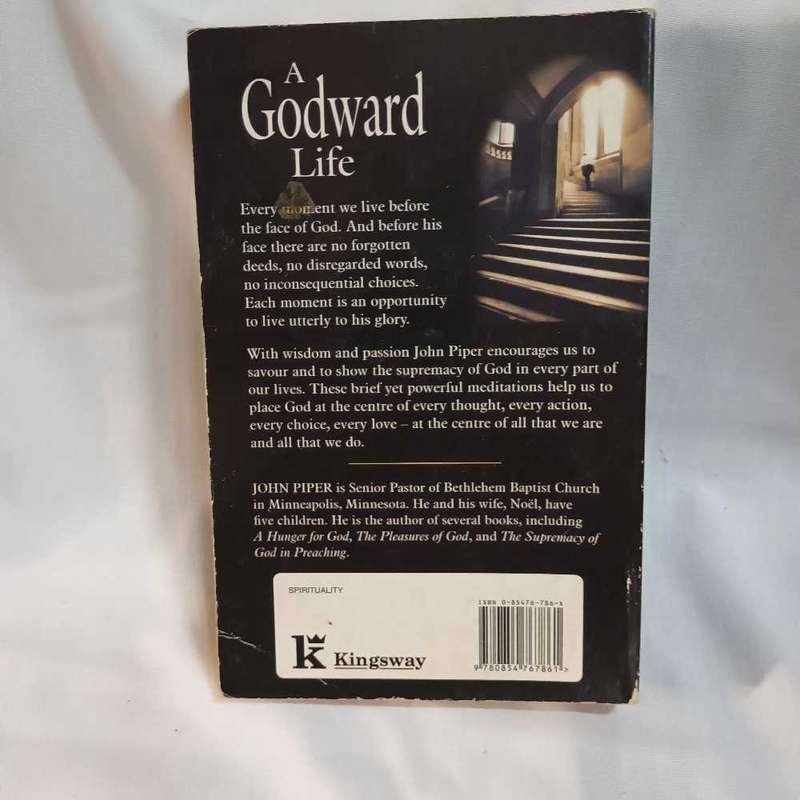 A
Godward
Life
Every moment we live before
the face of God. And before his
face there are no forgotten
deeds, no disregarded words,
no inconsequential choices.
Each moment is an opportunity
to live utterly to his glory.
With wisdom and passion John Piper encourages us to
savour and to show the supremacy of God in every part of
our lives. These brief yet powerful meditations help us to
place God at the centre of every thought, every action,
every choice, every love – at the centre of all that we are
and all that we do.
JOHN PIPER is Senior Pastor of Bethlehem Baptist Church
in Minneapolis, Minnesota. He and his wife, Noël, have
five children. He is the author of several books, including
A Hunger for God, The Pleasures of God, and The Supremacy of
God in Preaching.
SPIRITUALITY
ISBN 0-85476-786-x
k Kingsway
9 780854 767861 >